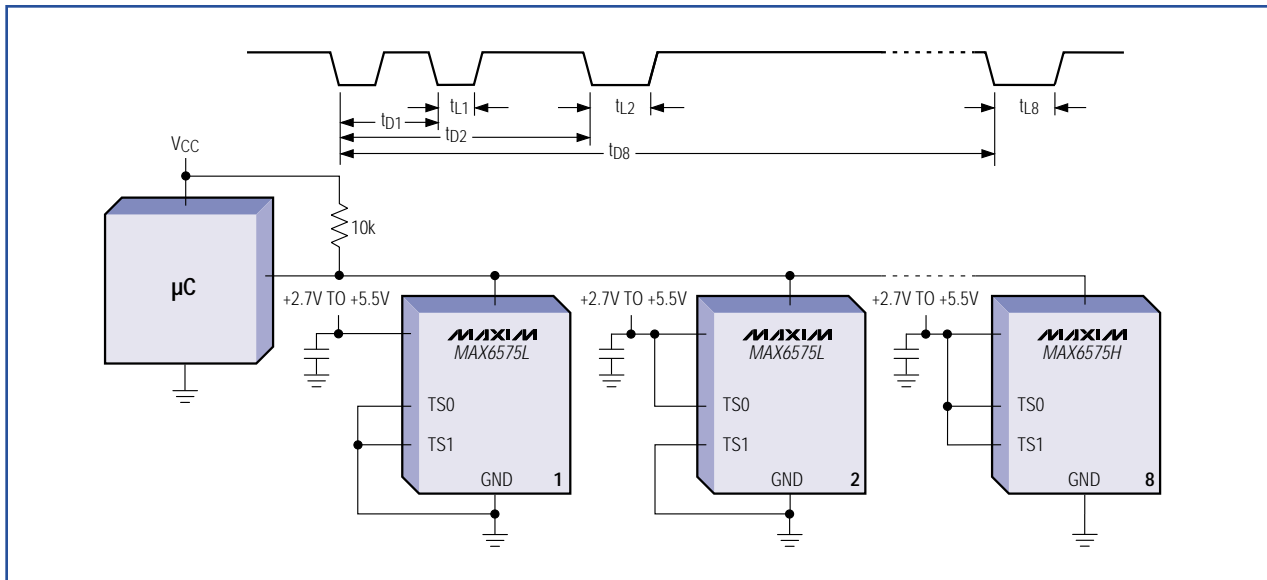 tL1
tL2
tL8
tD1
tD2
tD8
VCC
10k
µC
+2.7V TO +5.5V
+2.7V TO +5.5V
+2.7V TO +5.5V
MAXIM
MAX6575L
TS0
TS1
GND
1
MAXIM
MAX6575L
TS0
TS1
GND
2
MAXIM
MAX6575H
TS0
TS1
GND
8